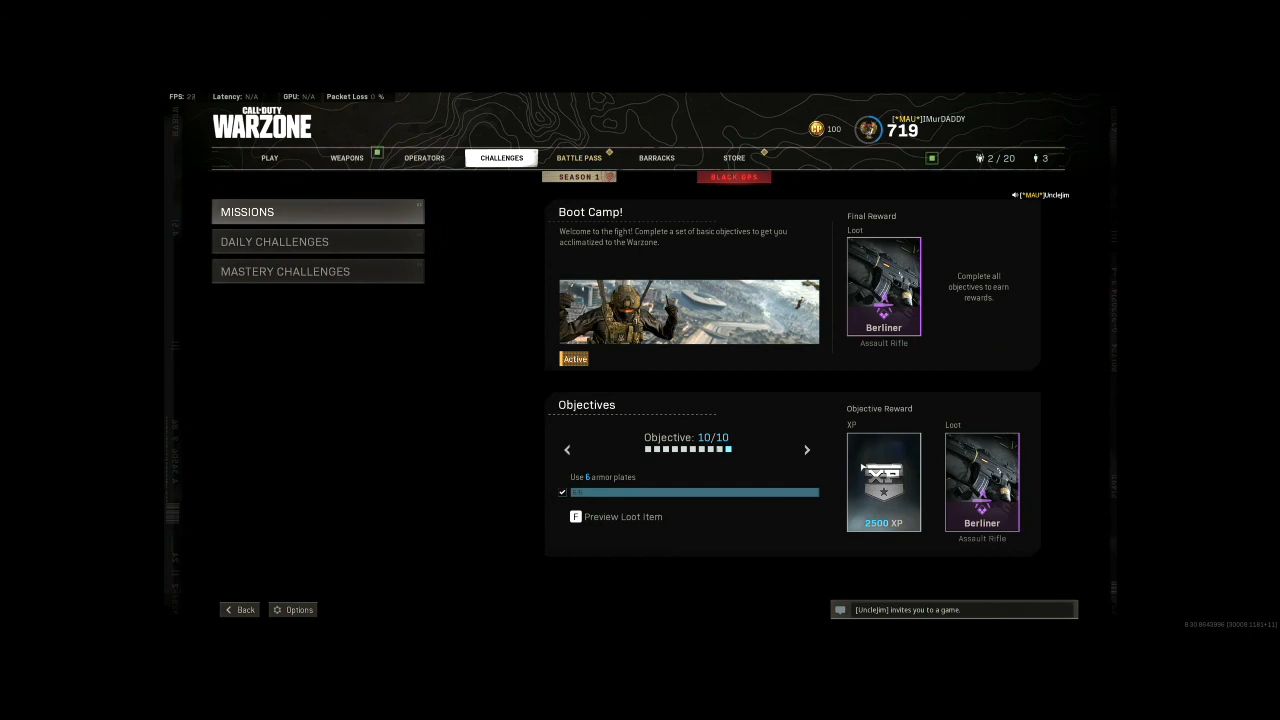 FPS: 23 Latency: N/A GPU: N/A Packet Loss 0 %
CALL OF DUTY
WARZONE
CP 100
[*MAU*]IMurDADDY
719
PLAY WEAPONS OPERATORS CHALLENGES BATTLE PASS BARRACKS STORE
2 / 20 3
SEASON 1 BLACK OPS
[*MAU*]UncleJim
MISSIONS
DAILY CHALLENGES
MASTERY CHALLENGES
Boot Camp!
Welcome to the fight! Complete a set of basic objectives to get you
acclimatized to the Warzone.
Active
Final Reward
Loot
Berliner
Assault Rifle
Complete all
objectives to earn
rewards.
Objectives
Objective: 10/10
Use 6 armor plates
F Preview Loot Item
Objective Reward
XP
XP
2500 XP
Loot
Berliner
Assault Rifle
Back Options
[UncleJim] invites you to a game.